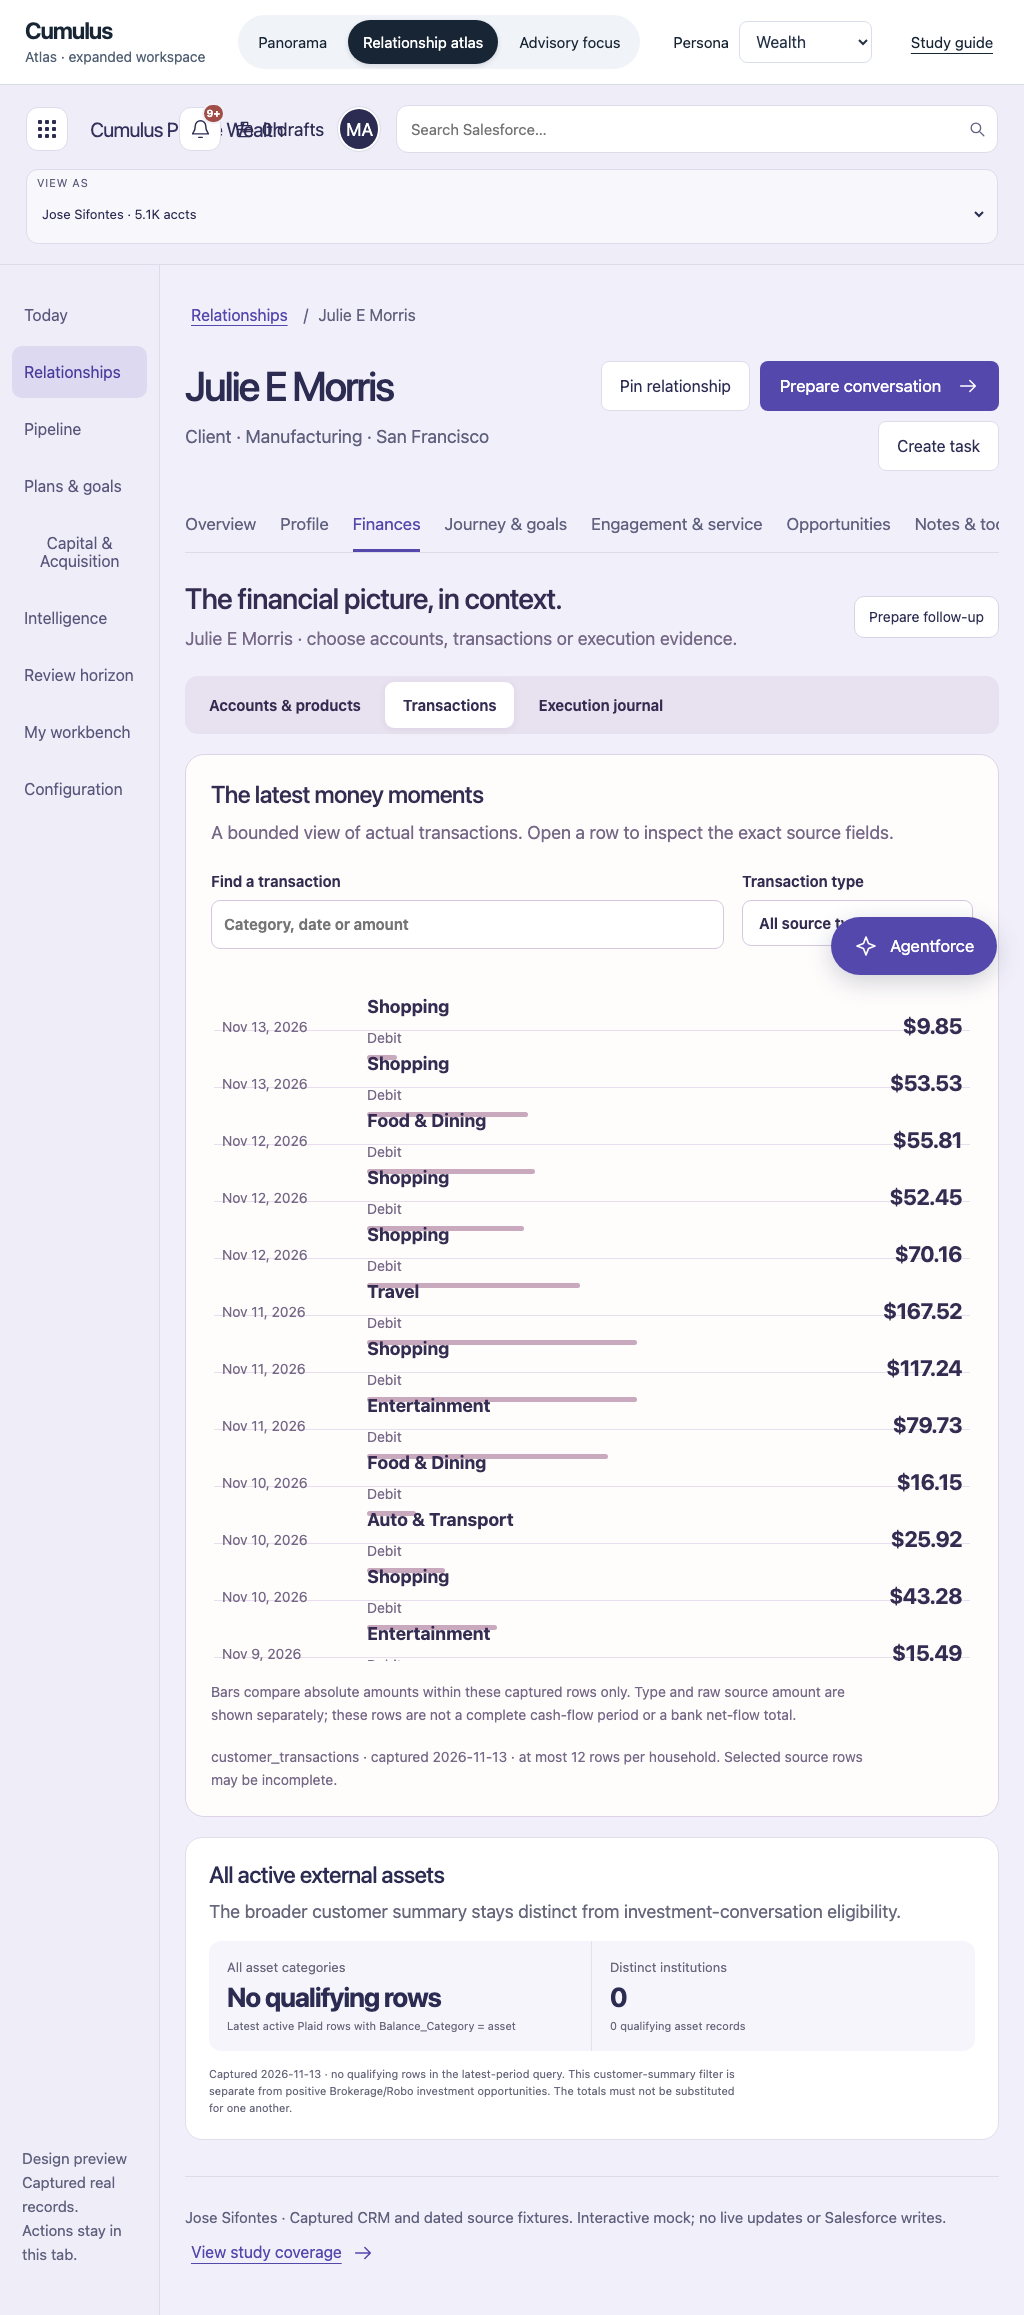 Cumulus
Atlas · expanded workspace
Panorama
Relationship atlas
Advisory focus
Persona
Wealth
Study guide
Cumulus P
Wealth
9+
drafts
MA
Search Salesforce...
VIEW AS
Jose Sifontes · 5.1K accts
Today
Relationships
Pipeline
Plans & goals
Capital &
Acquisition
Intelligence
Review horizon
My workbench
Configuration
Relationships / Julie E Morris
Julie E Morris
Client · Manufacturing · San Francisco
Pin relationship
Prepare conversation
Create task
Overview
Profile
Finances
Journey & goals
Engagement & service
Opportunities
Notes &
The financial picture, in context.
Julie E Morris · choose accounts, transactions or execution evidence.
Prepare follow-up
Accounts & products
Transactions
Execution journal
The latest money moments
A bounded view of actual transactions. Open a row to inspect the exact source fields.
Find a transaction
Category, date or amount
Transaction type
All source
Agentforce
Nov 13, 2026 Shopping Debit $9.85
Nov 13, 2026 Shopping Debit $53.53
Nov 12, 2026 Food & Dining Debit $55.81
Nov 12, 2026 Shopping Debit $52.45
Nov 12, 2026 Shopping Debit $70.16
Nov 11, 2026 Travel Debit $167.52
Nov 11, 2026 Shopping Debit $117.24
Nov 11, 2026 Entertainment Debit $79.73
Nov 10, 2026 Food & Dining Debit $16.15
Nov 10, 2026 Auto & Transport Debit $25.92
Nov 10, 2026 Shopping Debit $43.28
Nov 9, 2026 Entertainment $15.49
Bars compare absolute amounts within these captured rows only. Type and raw source amount are
shown separately; these rows are not a complete cash-flow period or a bank net-flow total.
customer_transactions · captured 2026-11-13 · at most 12 rows per household. Selected source rows
may be incomplete.
All active external assets
The broader customer summary stays distinct from investment-conversation eligibility.
All asset categories
No qualifying rows
Latest active Plaid rows with Balance_Category = asset
Distinct institutions
0
0 qualifying asset records
Captured 2026-11-13 · no qualifying rows in the latest-period query. This customer-summary filter is
separate from positive Brokerage/Robo investment opportunities. The totals must not be substituted
for one another.
Design preview
Captured real
records.
Actions stay in
this tab.
Jose Sifontes · Captured CRM and dated source fixtures. Interactive mock; no live updates or Salesforce writes.
View study coverage